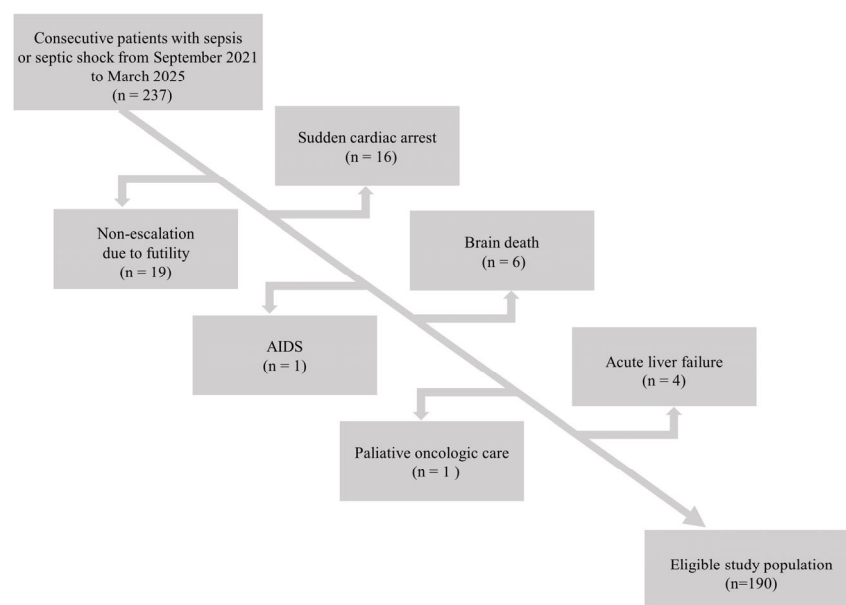 Consecutive patients with sepsis
or septic shock from September 2021
to March 2025
(n = 237)
Sudden cardiac arrest
(n = 16)
Non-escalation
due to futility
(n = 19)
Brain death
(n = 6)
AIDS
(n = 1)
Acute liver failure
(n = 4)
Paliative oncologic care
(n = 1 )
Eligible study population
(n=190)